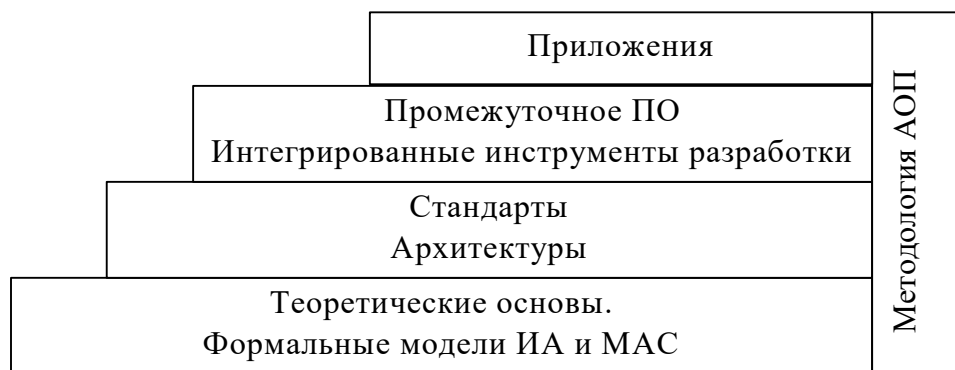 Приложения
Промежуточное ПО
Интегрированные инструменты разработки
Стандарты
Архитектуры
Теоретические основы.
Формальные модели ИА и МАС
Методология АОП